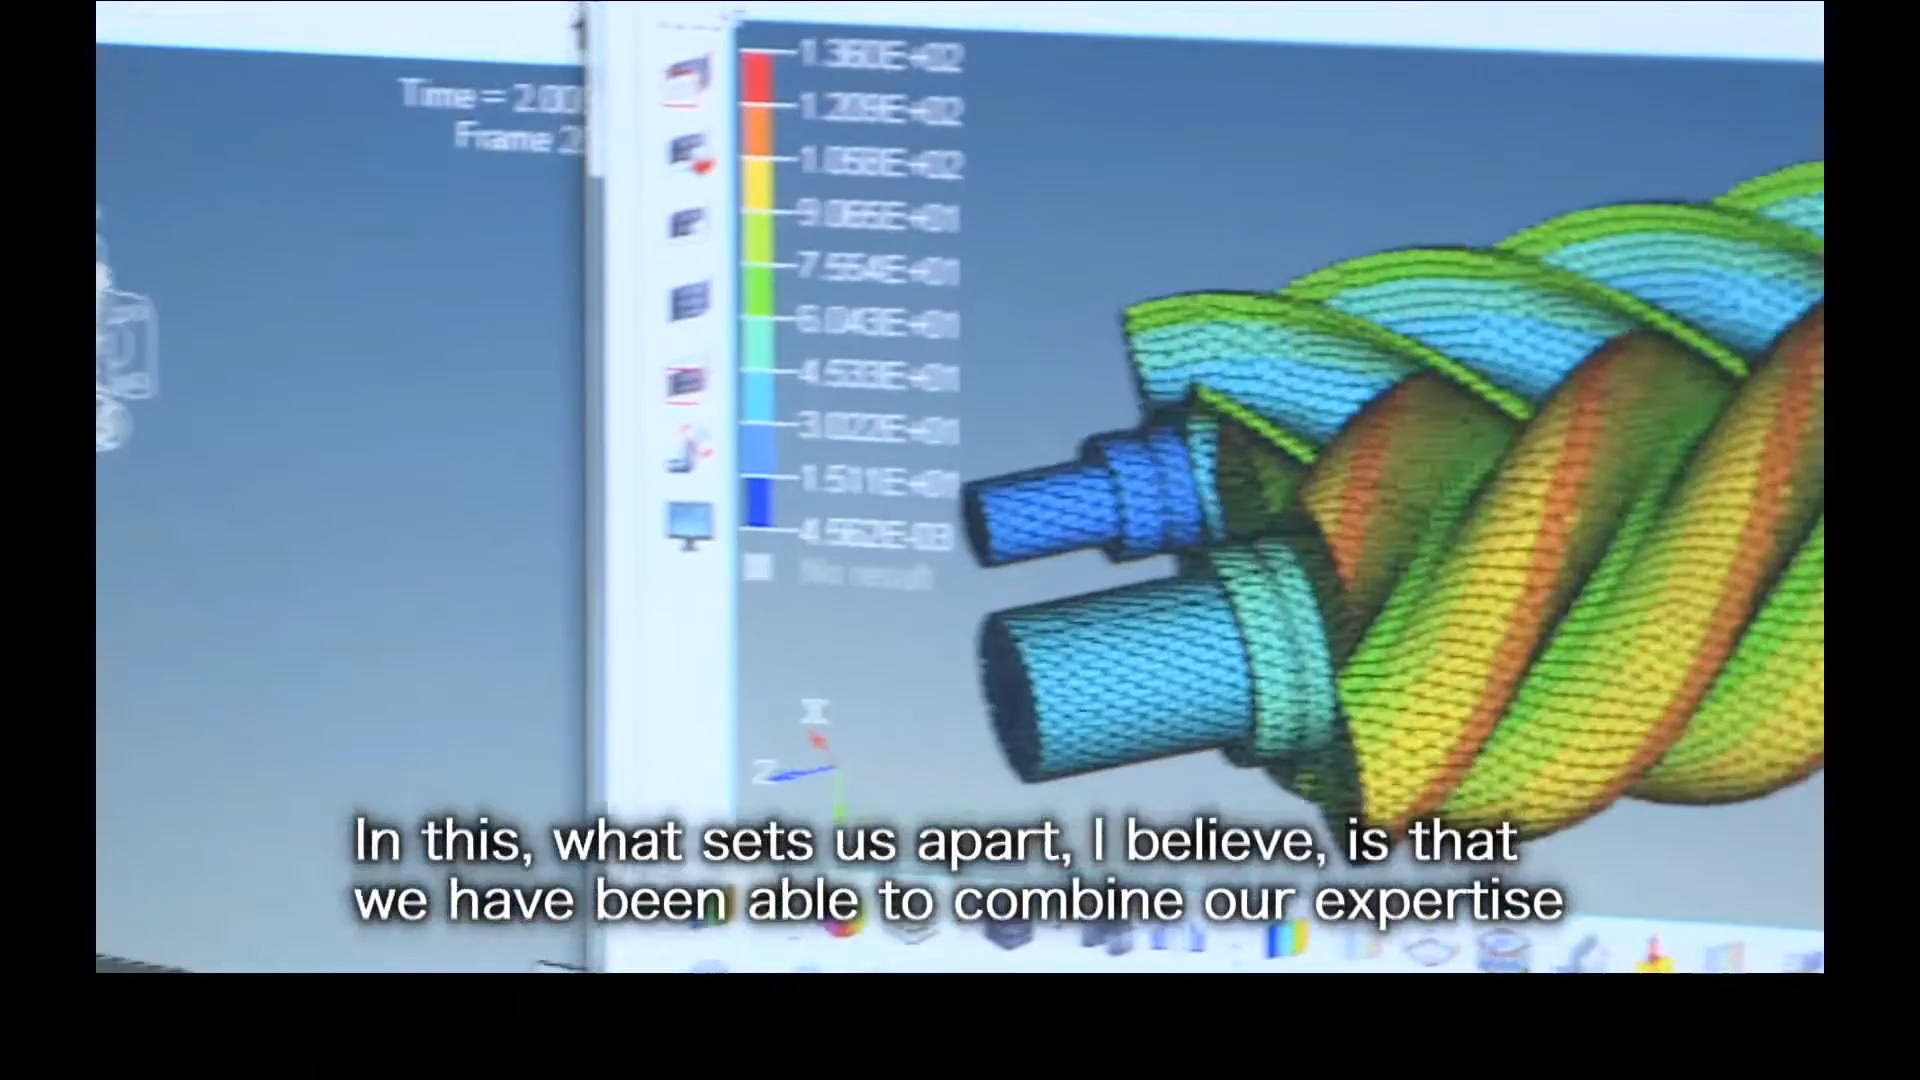 Time = 2.00
Frame 2
1.360E+02
1.209E+02
1.058E+02
9.065E+01
7.554E+01
6.043E+01
4.533E+01
3.022E+01
1.511E+01
4.562E-03
No result
X
Z
In this, what sets us apart, I believe, is that
we have been able to combine our expertise